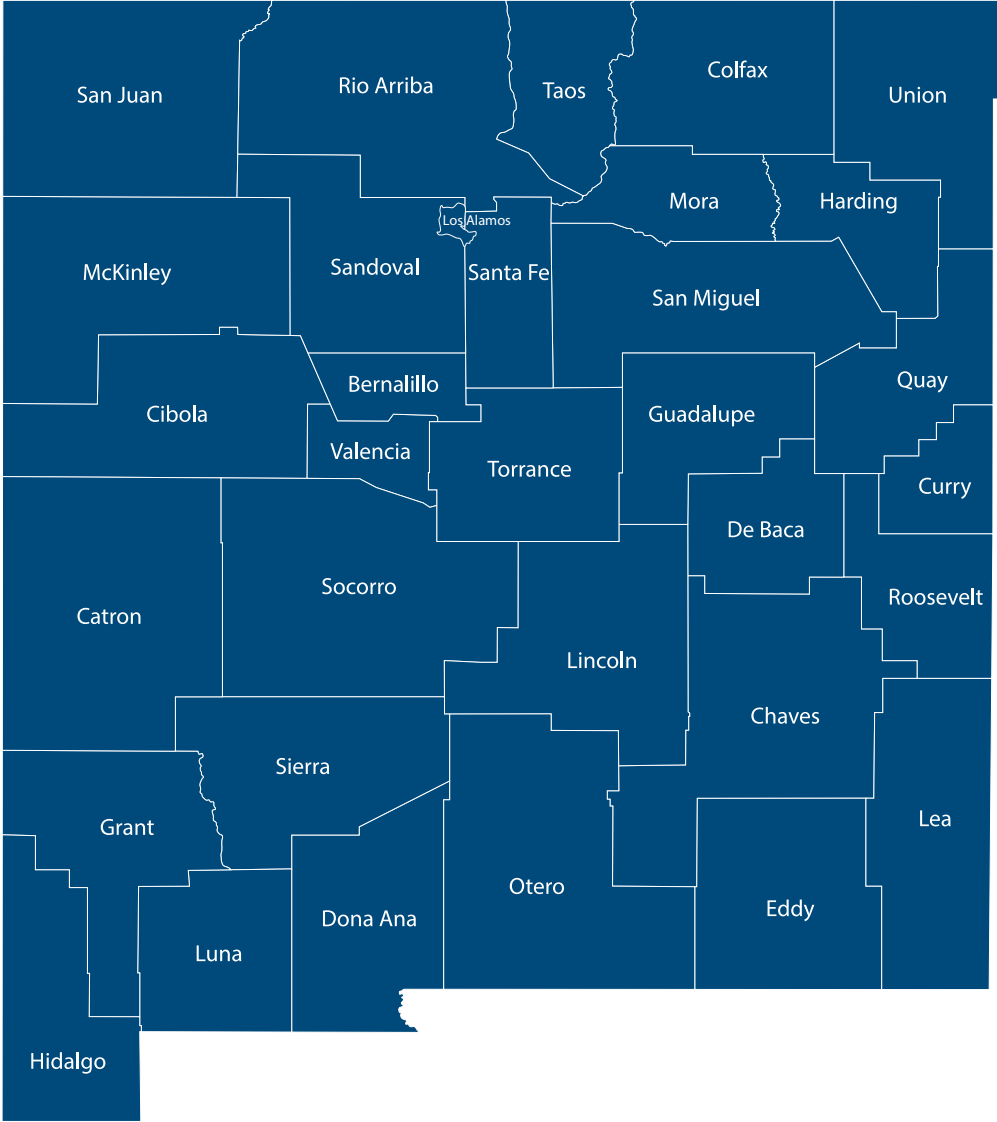 Colfax
Rio Arriba
Taos
San Juan
Union
Mora
Harding
Los Alamos
Sandoval
Santa Fe
McKinley
San Miguel
Bernalillo
Quay
Cibola
Guadalupe
Valencia
Torrance
Curry
De Baca
Socorro
Roosevelt
Catron
Lincoln
Chaves
Sierra
Grant
Lea
Otero
Eddy
Dona Ana
Luna
Hidalgo